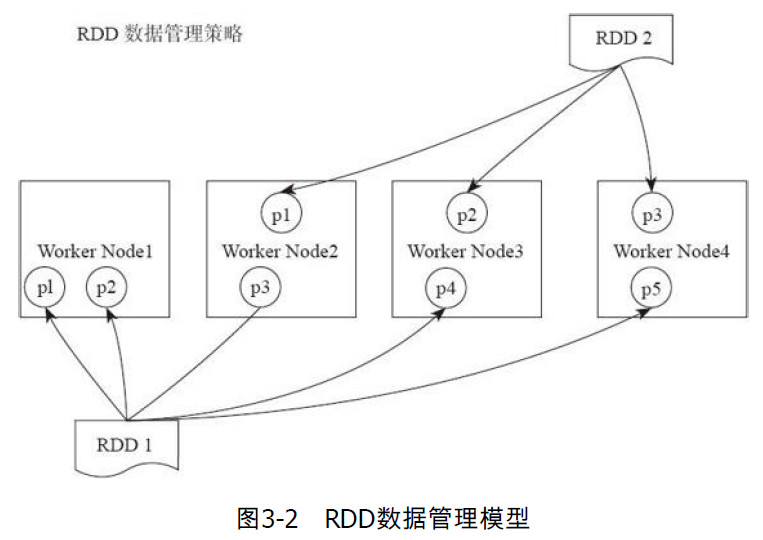 RDD 数据管理策略
RDD 2
p1
p2
p3
Worker Node1
Worker Node2
Worker Node3
Worker Node4
p1
p2
p3
p4
p5
RDD 1
图3-2 RDD数据管理模型